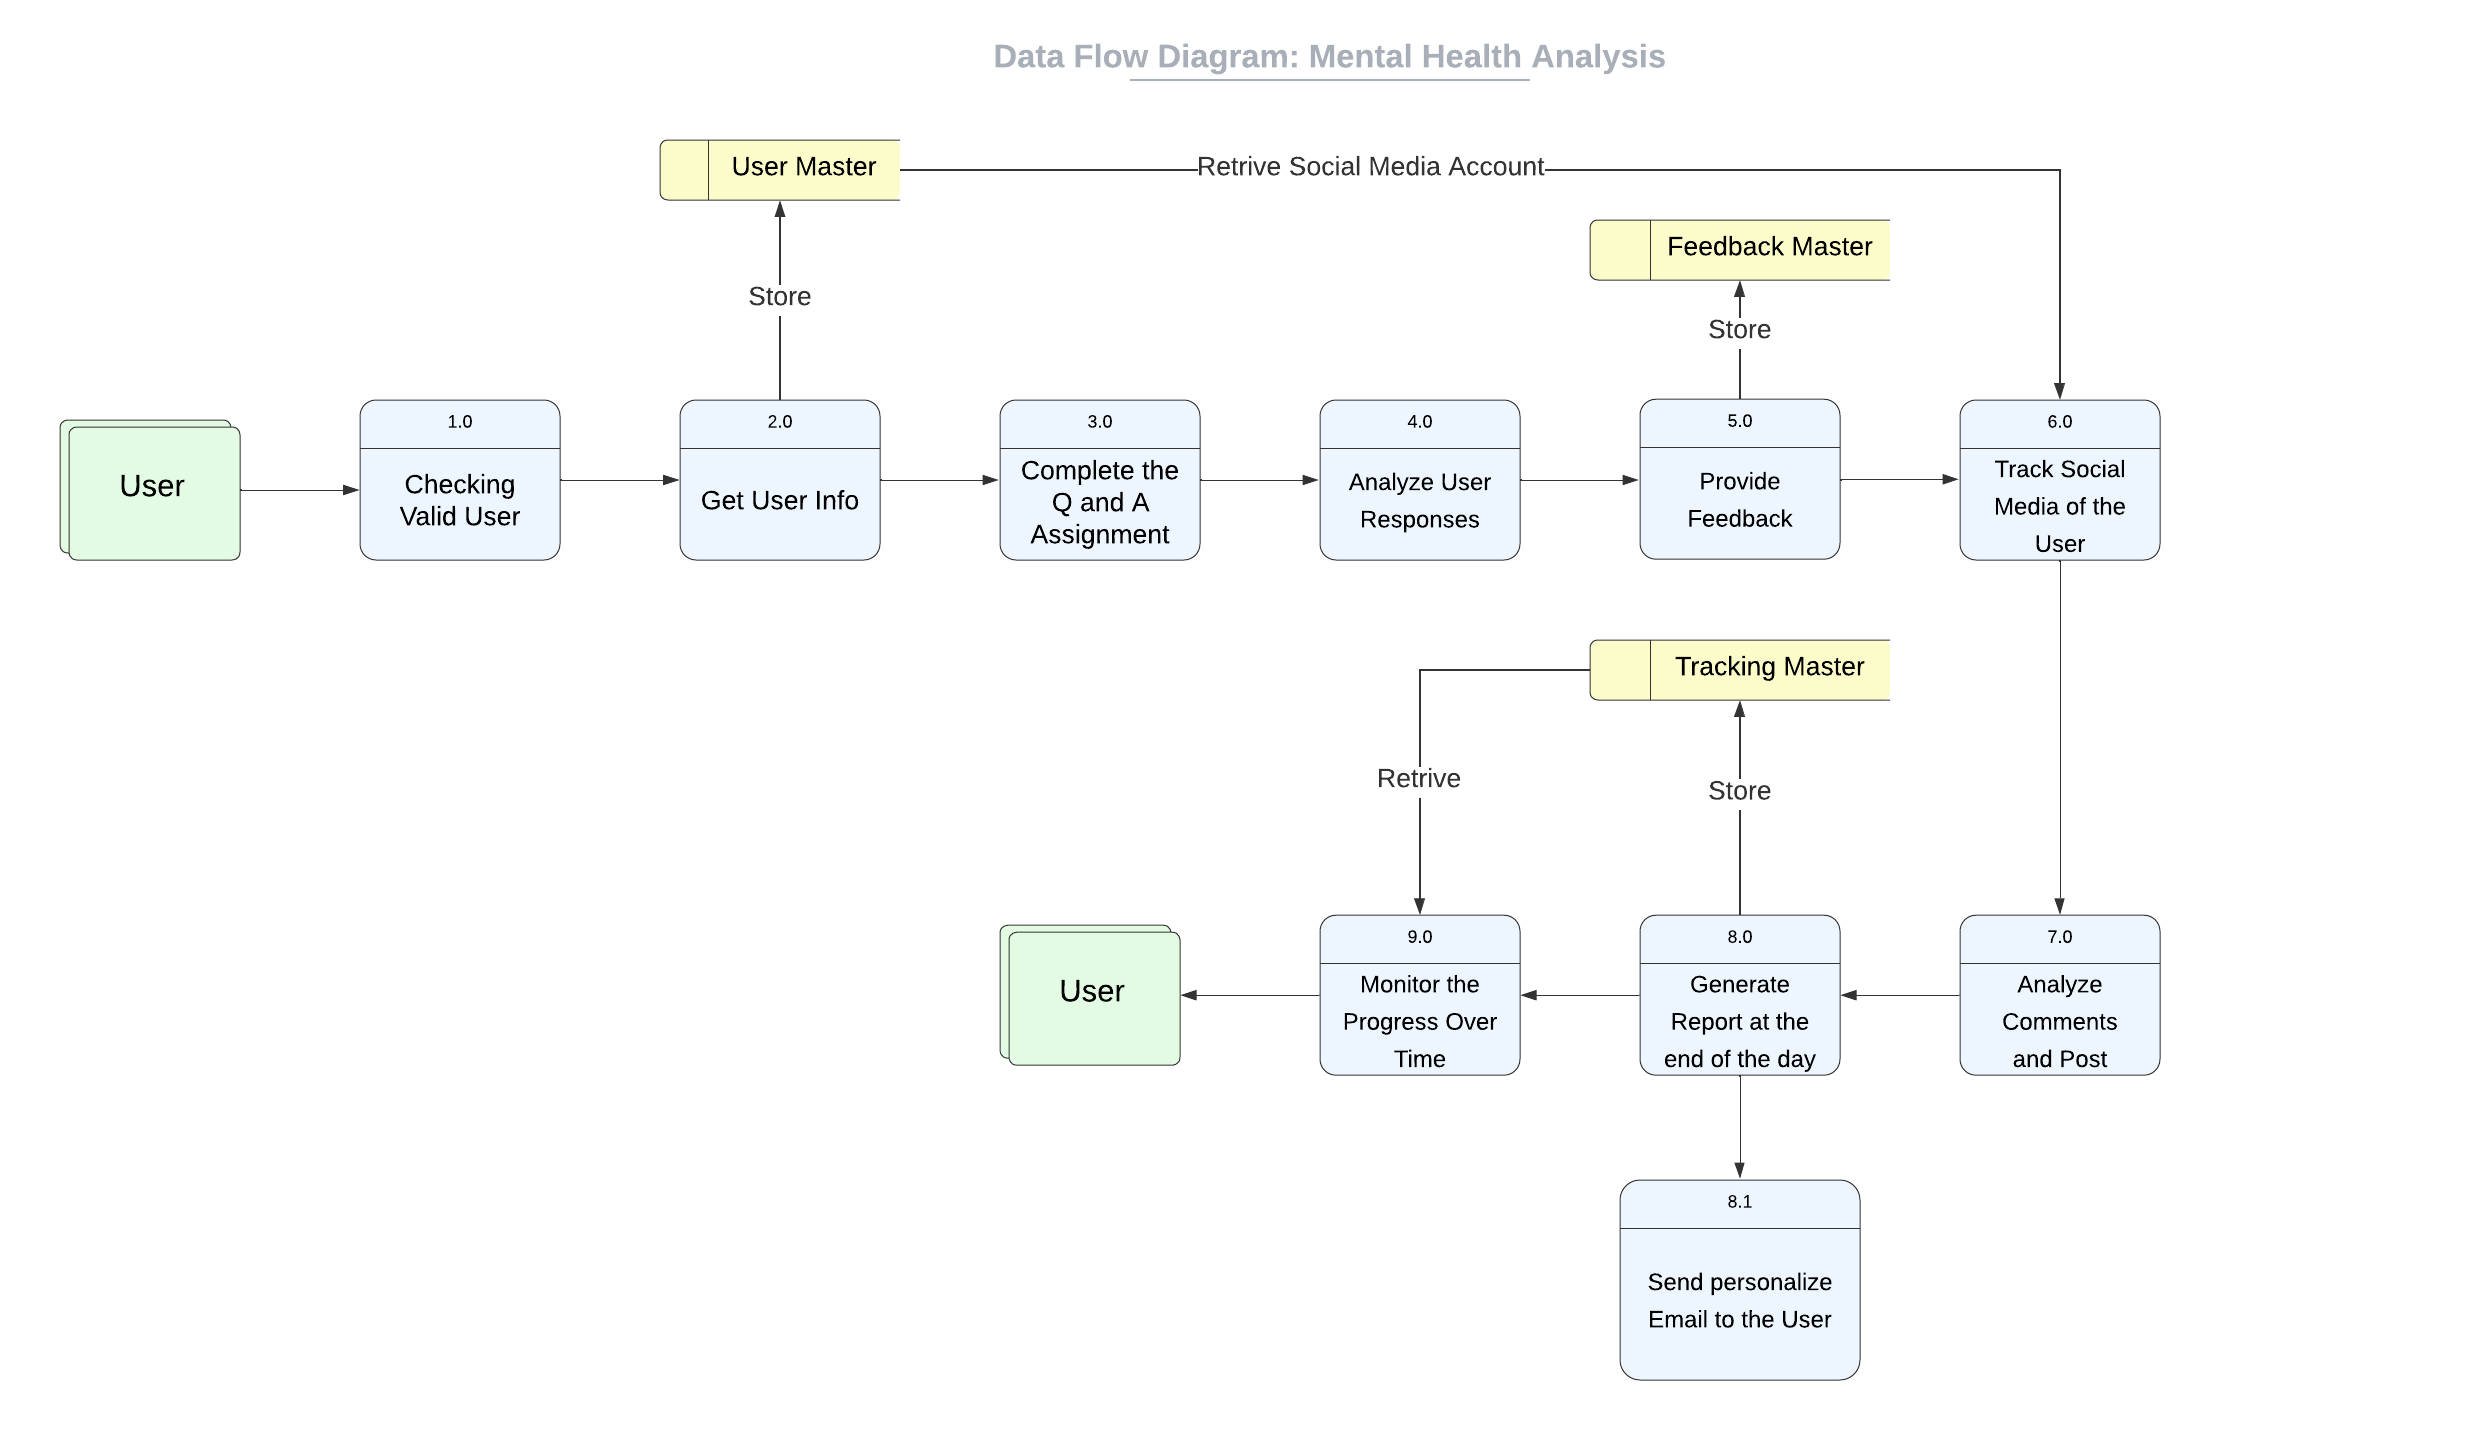 Data Flow Diagram: Mental Health Analysis
User Master
Retrive Social Media Account
Feedback Master
Store
Store
User
1.0
Checking
Valid User
2.0
Get User Info
3.0
Complete the
Q and A
Assignment
4.0
Analyze User
Responses
5.0
Provide
Feedback
6.0
Track Social
Media of the
User
Tracking Master
Retrive
Store
User
9.0
Monitor the
Progress Over
Time
8.0
Generate
Report at the
end of the day
7.0
Analyze
Comments
and Post
8.1
Send personalize
Email to the User